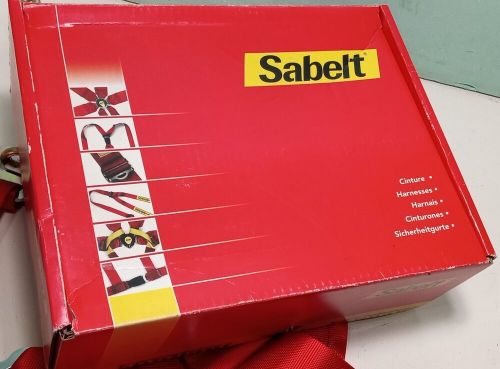 Sabelt®
Cinture •
Harnesses •
Harnais •
Cinturones •
Sicherheitgurte •